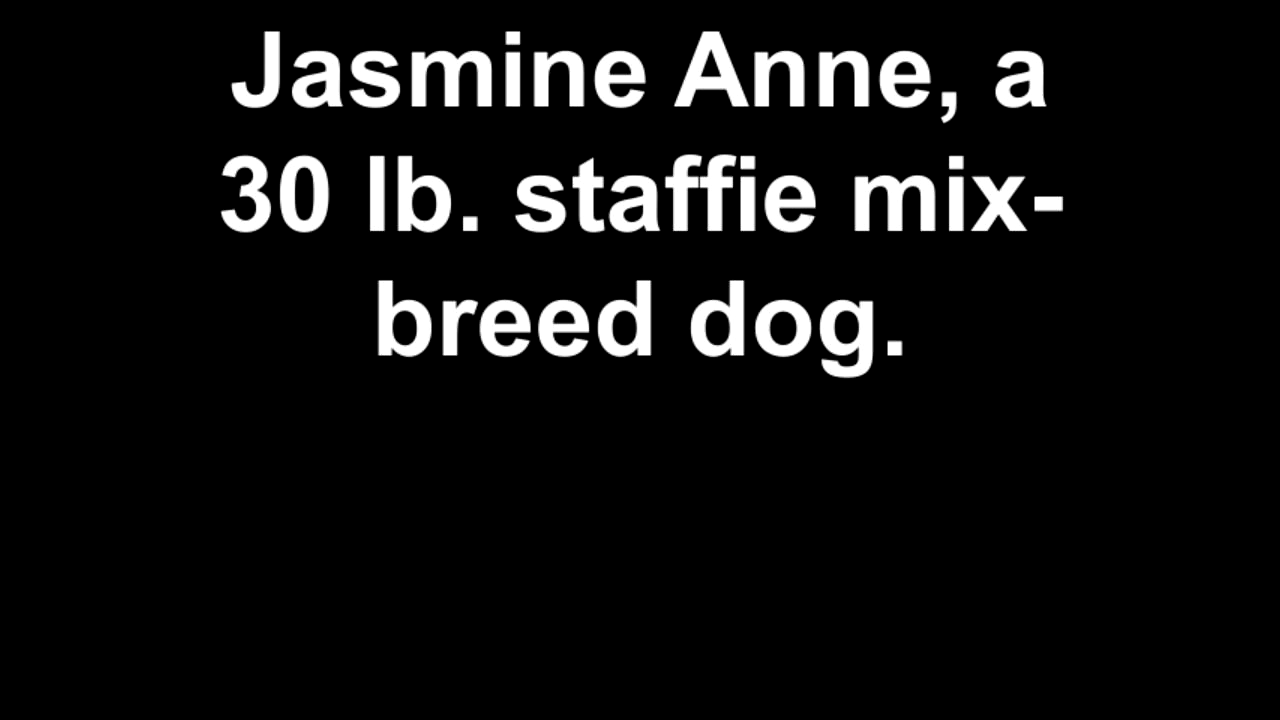 Jasmine Anne, a
30 lb. staffie mix-
breed dog.